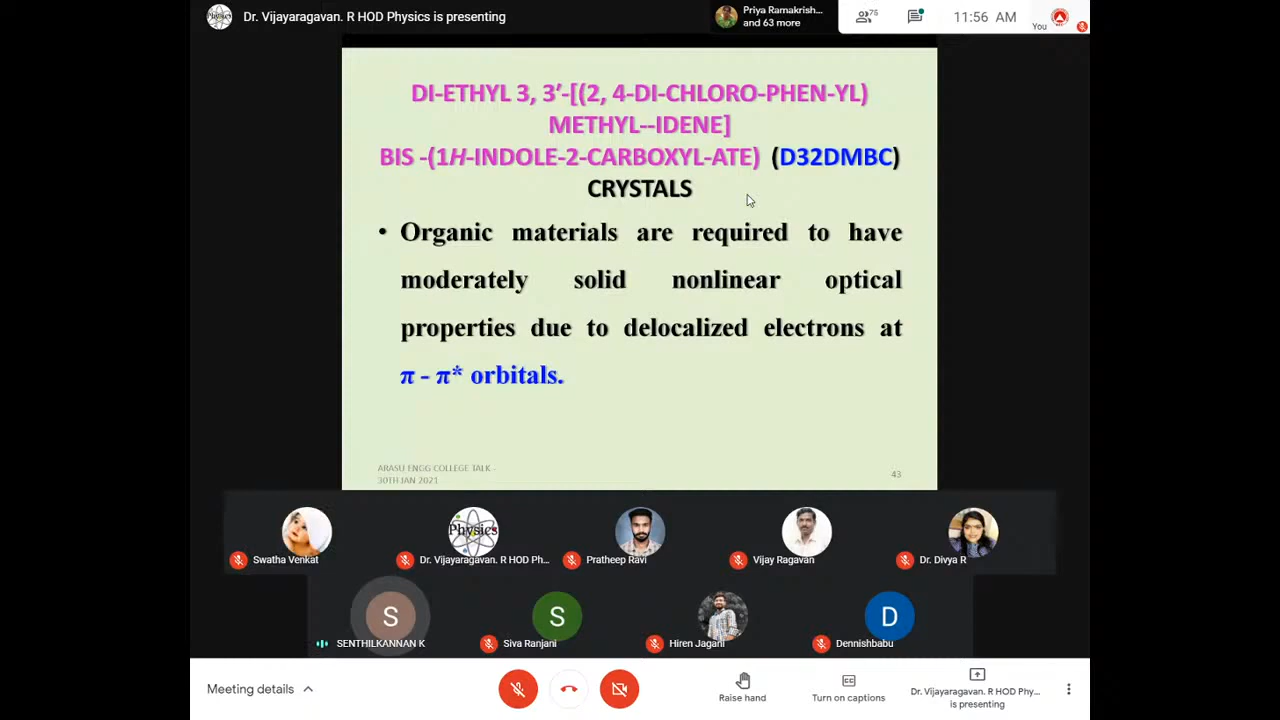 Dr. Vijayaragavan. R HOD Physics is presenting
Priya Ramakrish...
and 63 more
75
11:56 AM
You
DI-ETHYL 3, 3’-[(2, 4-DI-CHLORO-PHEN-YL)
METHYL--IDENE]
BIS -(1H-INDOLE-2-CARBOXYL-ATE) (D32DMBC)
CRYSTALS
• Organic materials are required to have
moderately solid nonlinear optical
properties due to delocalized electrons at
π - π* orbitals.
ARASU ENGG COLLEGE TALK -
30TH JAN 2021
43
Physics
Swatha Venkat
Dr. Vijayaragavan. R HOD Ph...
Pratheep Ravi
Vijay Ragavan
Dr. Divya R
S
S
D
SENTHILKANNAN K
Siva Ranjani
Hiren Jagani
Dennishbabu
Meeting details
Raise hand
CC
Turn on captions
Dr. Vijayaragavan. R HOD Phy...
is presenting